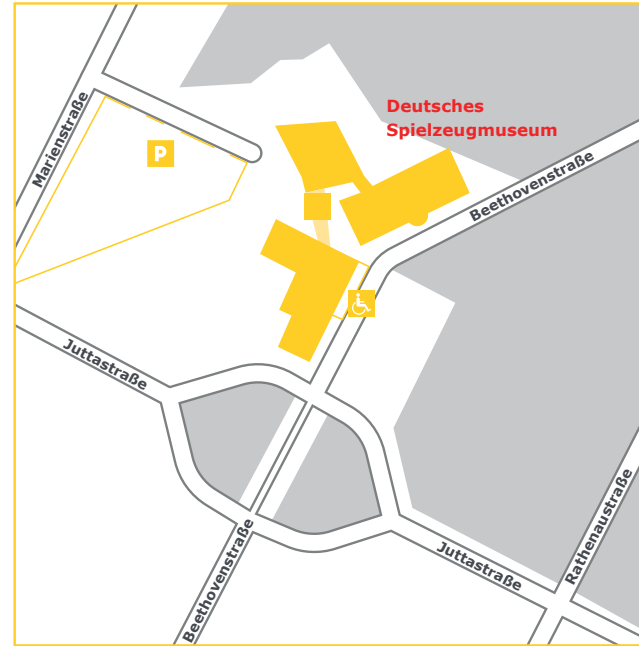 Deutsches
Spielzeugmuseum
Marienstraße
P
Beethovenstraße
Juttastraße
Beethovenstraße
Juttastraße
Rathenaustraße